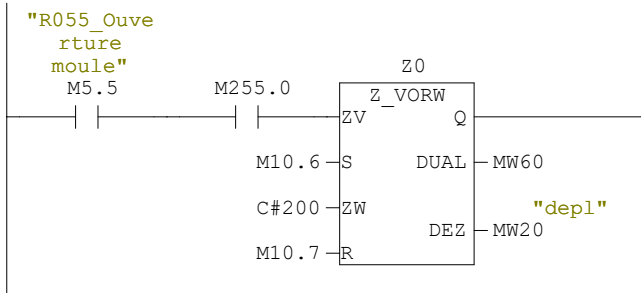 "R055_Ouve
rture
moule"
M5.5
M255.0
Z0
Z_VORW
ZV
Q
M10.6
S
DUAL
MW60
C#200
ZW
"depl"
DEZ
MW20
M10.7
R